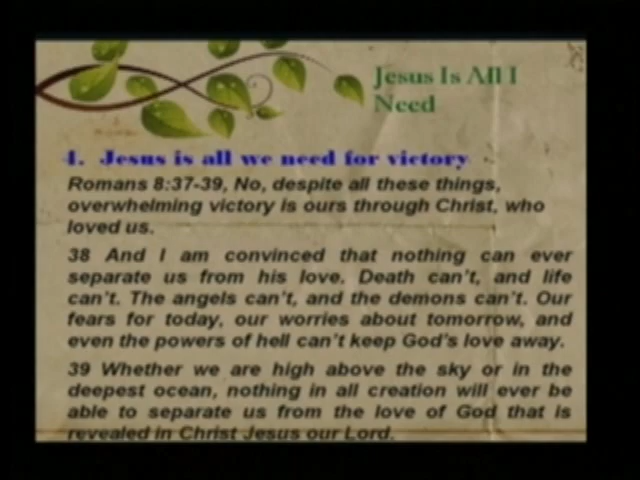 Jesus Is All I
Need
4. Jesus is all we need for victory
Romans 8:37-39, No, despite all these things,
overwhelming victory is ours through Christ, who
loved us.
38 And I am convinced that nothing can ever
separate us from his love. Death can't, and life
can't. The angels can't, and the demons can't. Our
fears for today, our worries about tomorrow, and
even the powers of hell can't keep God's love away.
39 Whether we are high above the sky or in the
deepest ocean, nothing in all creation will ever be
able to separate us from the love of God that is
revealed in Christ Jesus our Lord.